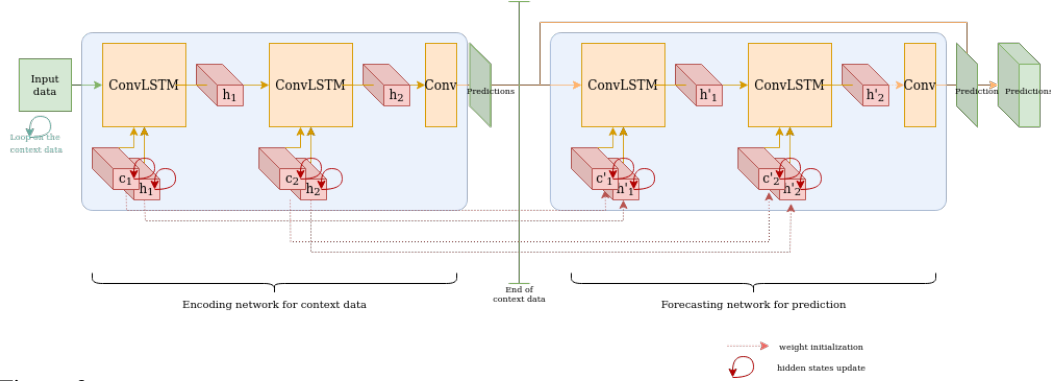 Input
data
Loop on the
context data
ConvLSTM
h1
ConvLSTM
h2
Conv
Predictions
c1
h1
c2
h2
ConvLSTM
h'1
ConvLSTM
h'2
Conv
Prediction
Predictions
c'1
h'1
c'2
h'2
End of
context data
Encoding network for context data
Forecasting network for prediction
weight initialization
hidden states update